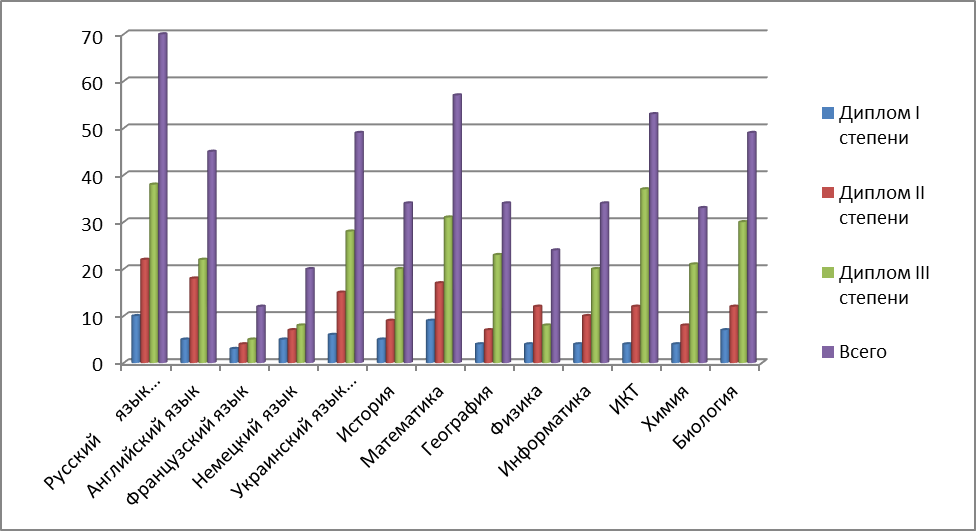 70
60
50
40
30
20
10
0
Русский язык...
Английский язык
Французский язык
Немецкий язык
Украинский язык...
История
Математика
География
Физика
Информатика
ИКТ
Химия
Биология
Диплом I
степени
Диплом II
степени
Диплом III
степени
Всего